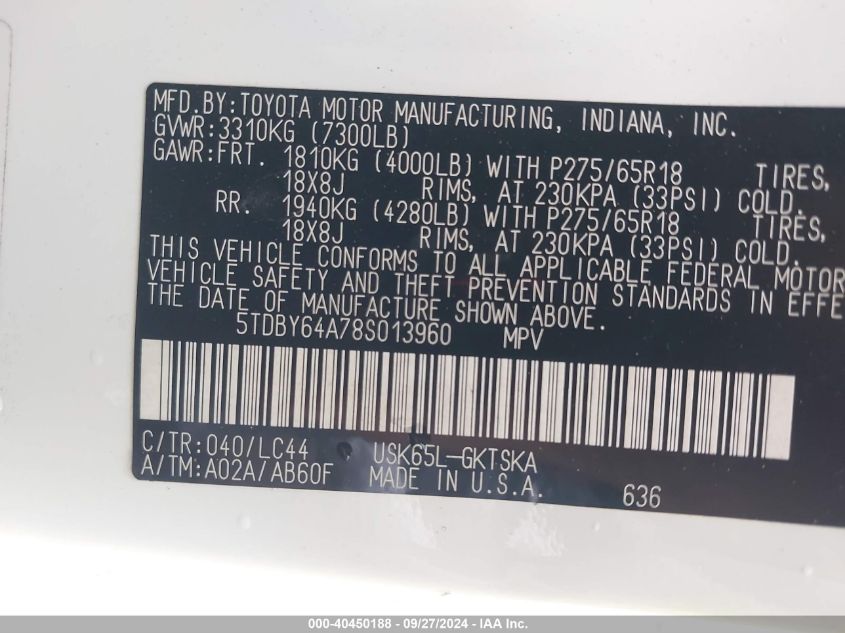 MFD.BY:TOYOTA MOTOR MANUFACTURING, INDIANA, INC.
GVWR:3310KG (7300LB)
GAWR:FRT. 1810KG (4000LB) WITH P275/65R18 TIRES,
18X8J RIMS, AT 230KPA (33PSI) COLD.
RR. 1940KG (4280LB) WITH P275/65R18 TIRES,
18X8J RIMS, AT 230KPA (33PSI) COLD.
THIS VEHICLE CONFORMS TO ALL APPLICABLE FEDERAL MOTOR
VEHICLE SAFETY AND THEFT PREVENTION STANDARDS IN EFFE
THE DATE OF MANUFACTURE SHOWN ABOVE.
5TDBY64A78S013960 MPV
C/TR:040/LC44 USK65L-GKTSKA
A/TM:A02A/AB60F MADE IN U.S.A. 636
000-40450188 - 09/27/2024 - IAA Inc.